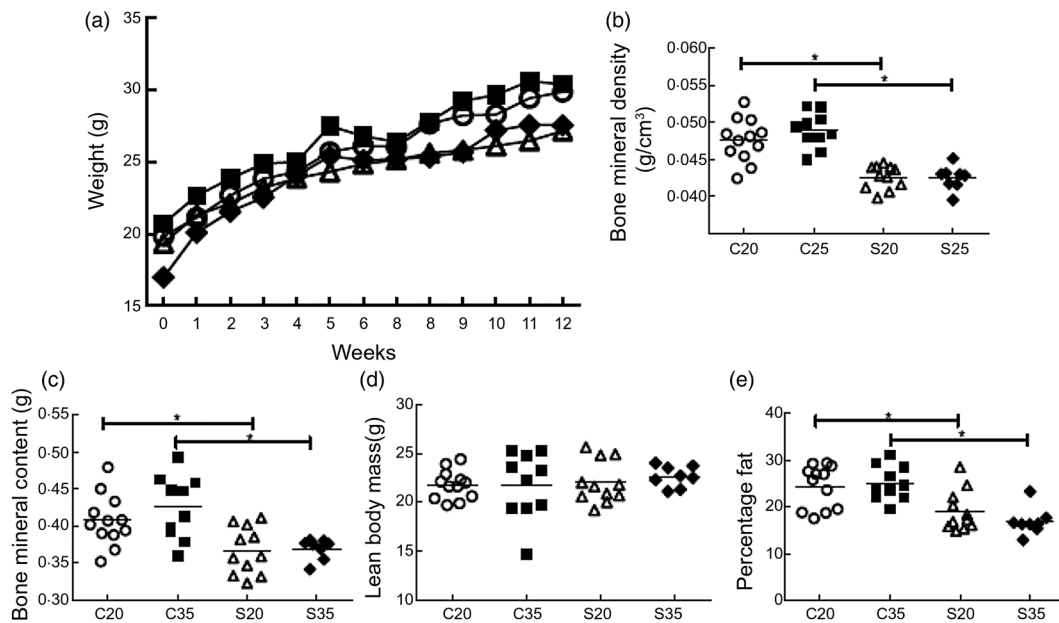 (a)
35
30
25
20
15
Weight (g)
0 1 2 3 4 5 6 8 8 9 10 11 12
Weeks
(b)
0·060
0·055
0·050
0·045
0·040
Bone mineral density
(g/cm³)
* 
*
C20 C25 S20 S25
(c)
0·55
0·50
0·45
0·40
0·35
0·30
Bone mineral content (g)
*
*
C20 C35 S20 S35
(d)
30
25
20
15
10
Lean body mass(g)
C20 C35 S20 S35
(e)
40
30
20
10
0
Percentage fat
*
*
C20 C35 S20 S35